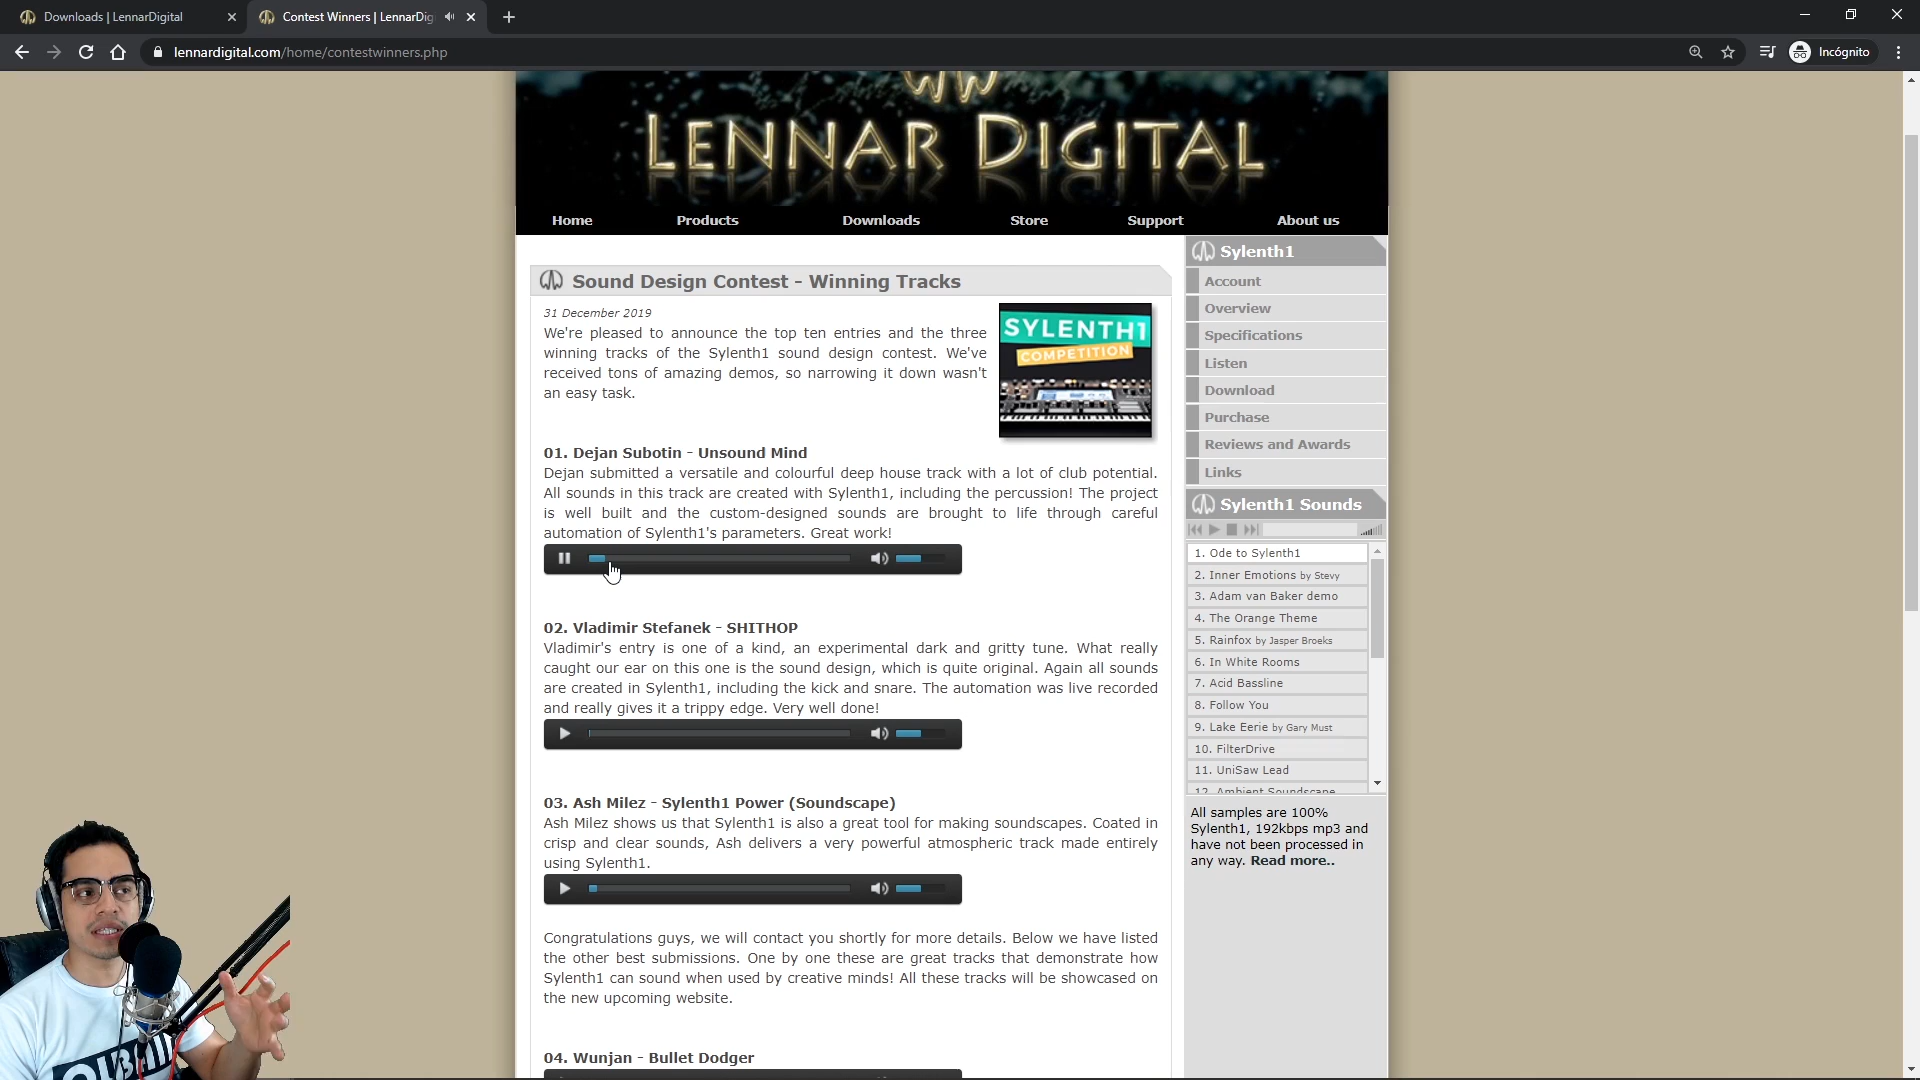 Downloads | LennarDigital
Contest Winners | LennarDig
lennardigital.com/home/contestwinners.php
Incógnito
LENNAR DIGITAL
Home Products Downloads Store Support About us
Sound Design Contest - Winning Tracks
31 December 2019
We're pleased to announce the top ten entries and the three
winning tracks of the Sylenth1 sound design contest. We've
received tons of amazing demos, so narrowing it down wasn't
an easy task.
SYLENTH1
COMPETITION
01. Dejan Subotin - Unsound Mind
Dejan submitted a versatile and colourful deep house track with a lot of club potential.
All sounds in this track are created with Sylenth1, including the percussion! The project
is well built and the custom-designed sounds are brought to life through careful
automation of Sylenth1's parameters. Great work!
02. Vladimir Stefanek - SHITHOP
Vladimir's entry is one of a kind, an experimental dark and gritty tune. What really
caught our ear on this one is the sound design, which is quite original. Again all sounds
are created in Sylenth1, including the kick and snare. The automation was live recorded
and really gives it a trippy edge. Very well done!
03. Ash Milez - Sylenth1 Power (Soundscape)
Ash Milez shows us that Sylenth1 is also a great tool for making soundscapes. Coated in
crisp and clear sounds, Ash delivers a very powerful atmospheric track made entirely
using Sylenth1.
Congratulations guys, we will contact you shortly for more details. Below we have listed
the other best submissions. One by one these are great tracks that demonstrate how
Sylenth1 can sound when used by creative minds! All these tracks will be showcased on
the new upcoming website.
04. Wunjan - Bullet Dodger
Sylenth1
Account
Overview
Specifications
Listen
Download
Purchase
Reviews and Awards
Links
Sylenth1 Sounds
1. Ode to Sylenth1
2. Inner Emotions by Stevy
3. Adam van Baker demo
4. The Orange Theme
5. Rainfox by Jasper Broeks
6. In White Rooms
7. Acid Bassline
8. Follow You
9. Lake Eerie by Gary Must
10. FilterDrive
11. UniSaw Lead
12. Ambient Soundscape
All samples are 100%
Sylenth1, 192kbps mp3 and
have not been processed in
any way. Read more..